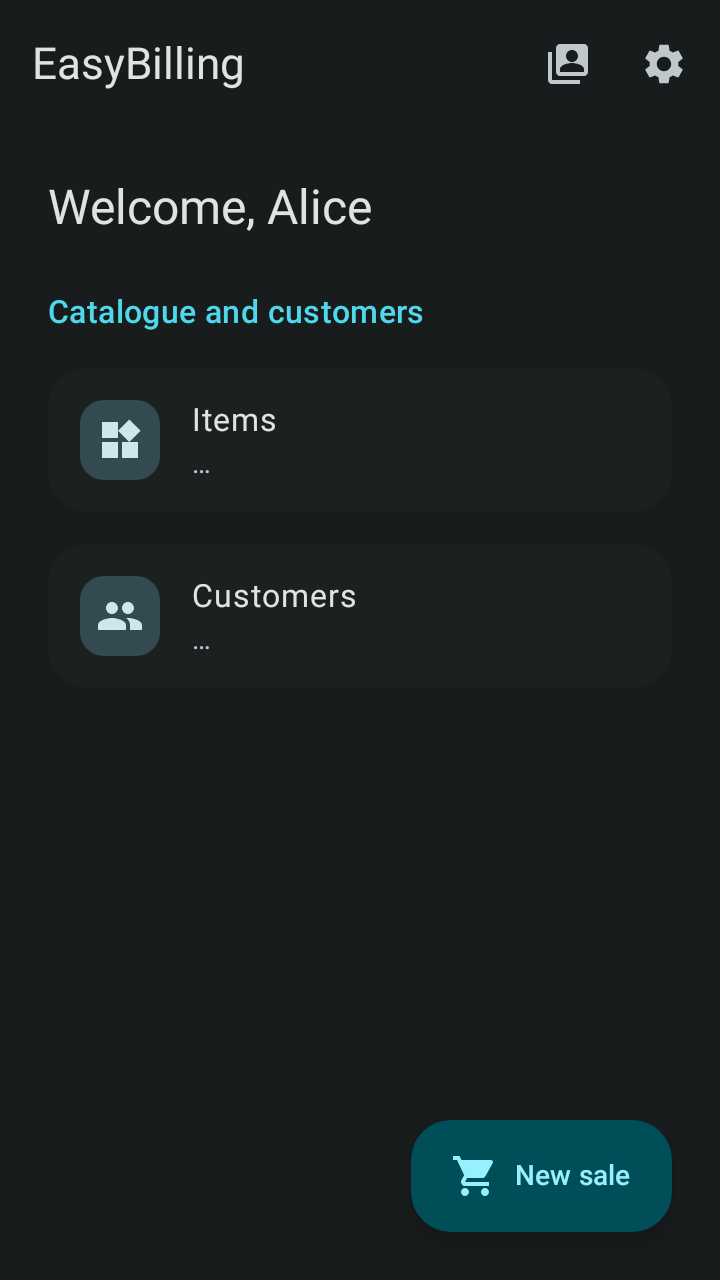 EasyBilling
Welcome, Alice
Catalogue and customers
Items
...
Customers
...
New sale